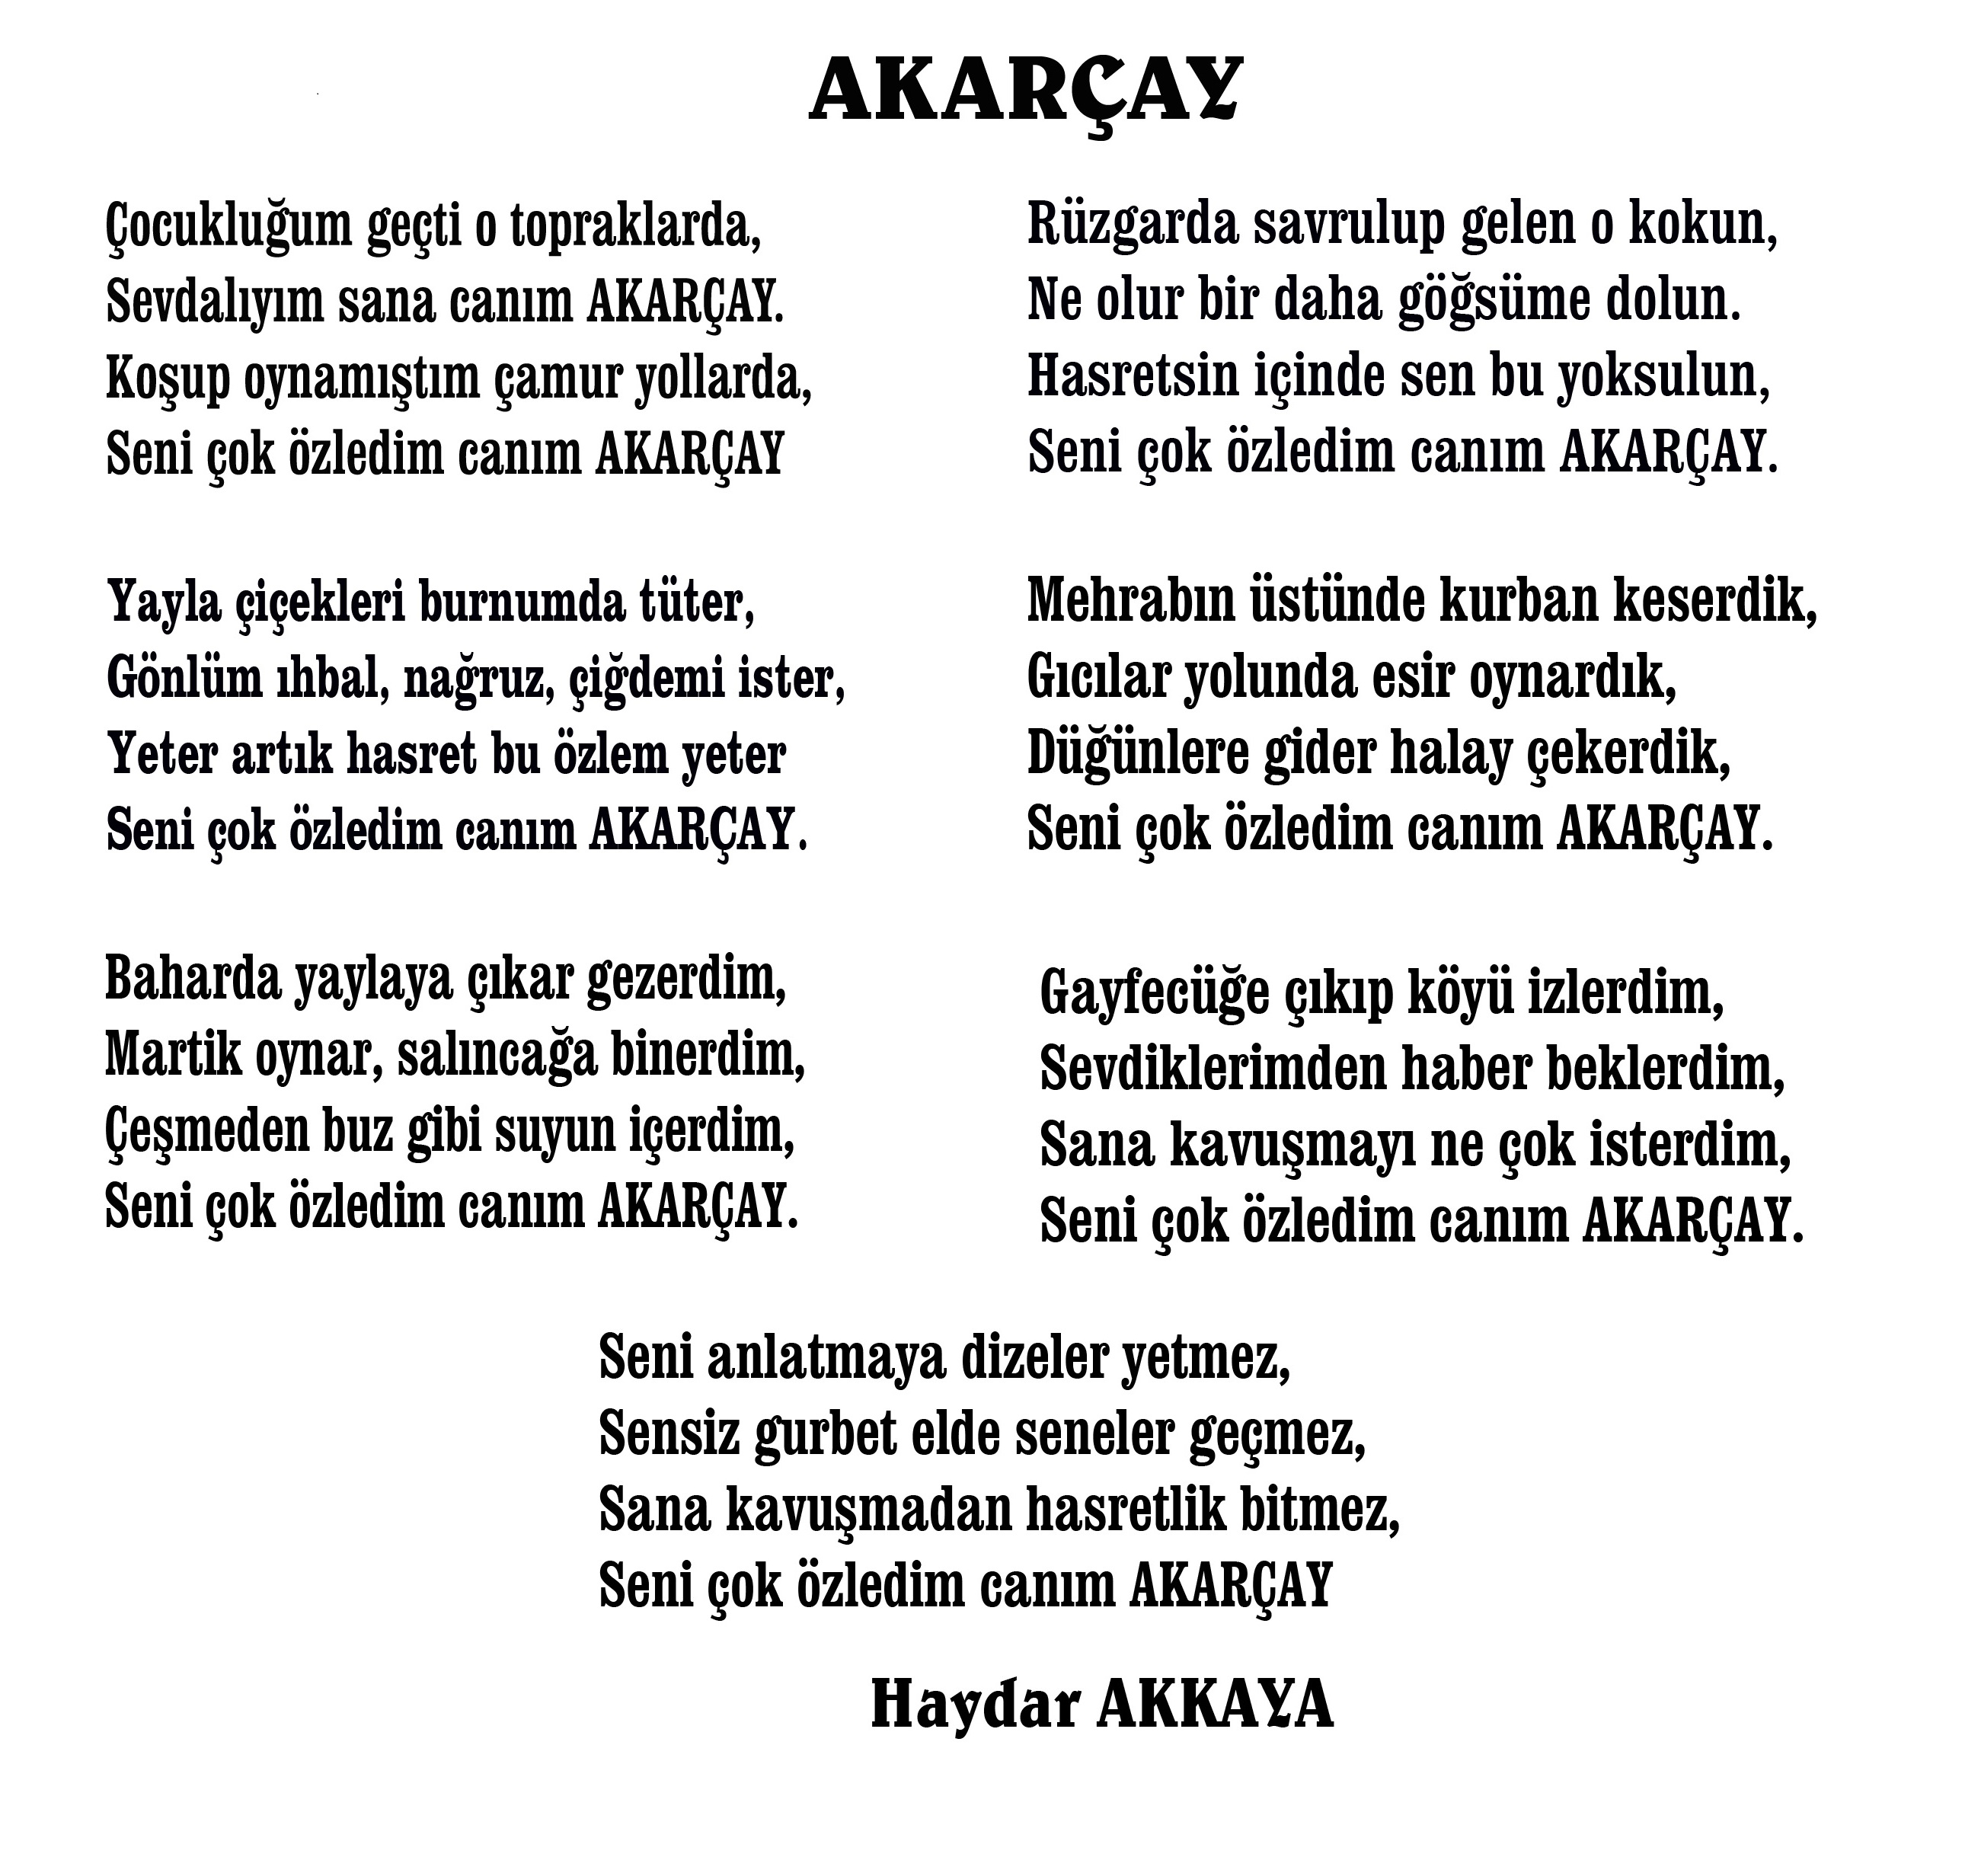 AKARÇAY
Çocukluğum geçti o topraklarda,
Sevdalıyım sana canım AKARÇAY.
Koşup oynamıştım çamur yollarda,
Seni çok özledim canım AKARÇAY
Yayla çiçekleri burnumda tüter,
Gönlüm ıhbal, nağruz, çiğdemi ister,
Yeter artık hasret bu özlem yeter
Seni çok özledim canım AKARÇAY.
Baharda yaylaya çıkar gezerdim,
Martik oynar, salıncağa binerdim,
Çeşmeden buz gibi suyun içerdim,
Seni çok özledim canım AKARÇAY.
Rüzgarda savrulup gelen o kokun,
Ne olur bir daha göğsüme dolun.
Hasretsin içinde sen bu yoksulun,
Seni çok özledim canım AKARÇAY.
Mehrabın üstünde kurban keserdik,
Gıcılar yolunda esir oynardık,
Düğünlere gider halay çekerdik,
Seni çok özledim canım AKARÇAY.
Gayfecüğe çıkıp köyü izlerdim,
Sevdiklerimden haber beklerdim,
Sana kavuşmayı ne çok isterdim,
Seni çok özledim canım AKARÇAY.
Seni anlatmaya dizeler yetmez,
Sensiz gurbet elde seneler geçmez,
Sana kavuşmadan hasretlik bitmez,
Seni çok özledim canım AKARÇAY
Haydar AKKAYA